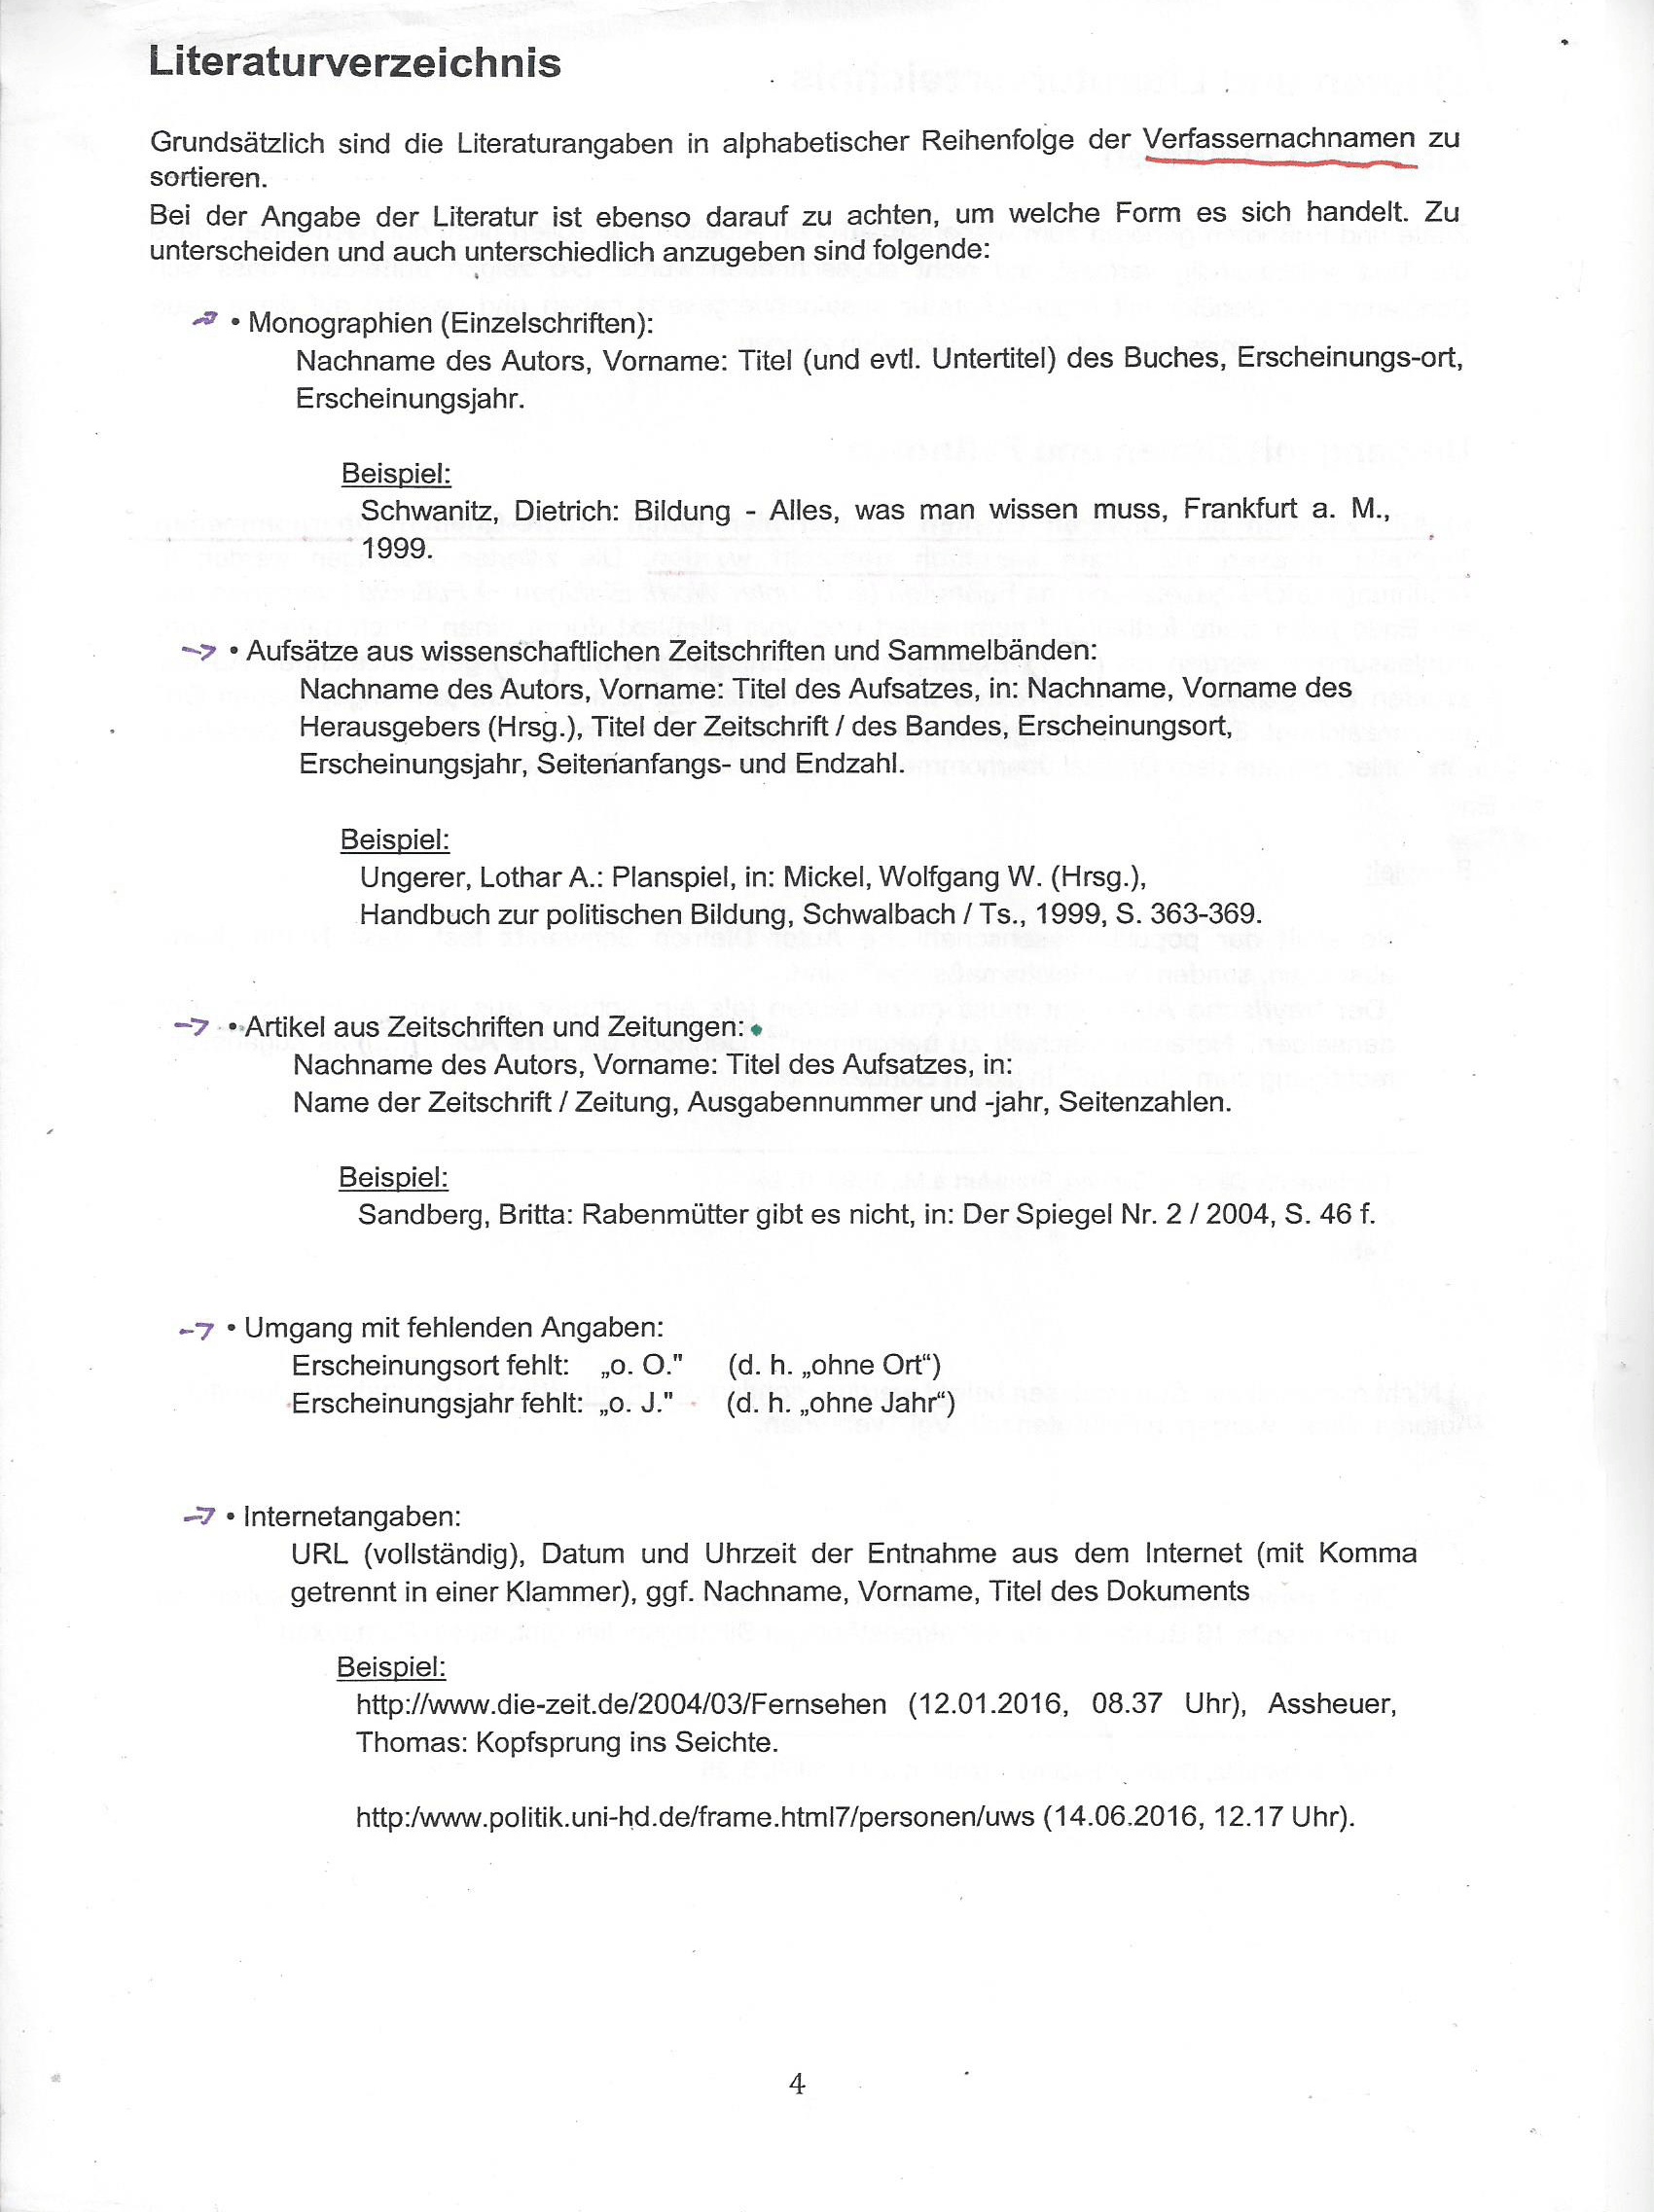 Literaturverzeichnis
Grundsätzlich sind die Literaturangaben in alphabetischer Reihenfolge der Verfassernachnamen zu
sortieren.
Bei der Angabe der Literatur ist ebenso darauf zu achten, um welche Form es sich handelt. Zu
unterscheiden und auch unterschiedlich anzugeben sind folgende:
• Monographien (Einzelschriften):
Nachname des Autors, Vorname: Titel (und evtl. Untertitel) des Buches, Erscheinungs-ort,
Erscheinungsjahr.
Beispiel:
Schwanitz, Dietrich: Bildung - Alles, was man wissen muss, Frankfurt a. M.,
1999.
• Aufsätze aus wissenschaftlichen Zeitschriften und Sammelbänden:
Nachname des Autors, Vorname: Titel des Aufsatzes, in: Nachname, Vorname des
Herausgebers (Hrsg.), Titel der Zeitschrift / des Bandes, Erscheinungsort,
Erscheinungsjahr, Seitenanfangs- und Endzahl.
Beispiel:
Ungerer, Lothar A.: Planspiel, in: Mickel, Wolfgang W. (Hrsg.),
Handbuch zur politischen Bildung, Schwalbach / Ts., 1999, S. 363-369.
• Artikel aus Zeitschriften und Zeitungen:
Nachname des Autors, Vorname: Titel des Aufsatzes, in:
Name der Zeitschrift / Zeitung, Ausgabennummer und -jahr, Seitenzahlen.
Beispiel:
Sandberg, Britta: Rabenmütter gibt es nicht, in: Der Spiegel Nr. 2 / 2004, S. 46 f.
• Umgang mit fehlenden Angaben:
Erscheinungsort fehlt: „o. O." (d. h. „ohne Ort“)
Erscheinungsjahr fehlt: „o. J." (d. h. „ohne Jahr“)
• Internetangaben:
URL (vollständig), Datum und Uhrzeit der Entnahme aus dem Internet (mit Komma
getrennt in einer Klammer), ggf. Nachname, Vorname, Titel des Dokuments
Beispiel:
http://www.die-zeit.de/2004/03/Fernsehen (12.01.2016, 08.37 Uhr), Assheuer,
Thomas: Kopfsprung ins Seichte.
http:/www.politik.uni-hd.de/frame.html7/personen/uws (14.06.2016, 12.17 Uhr).
4